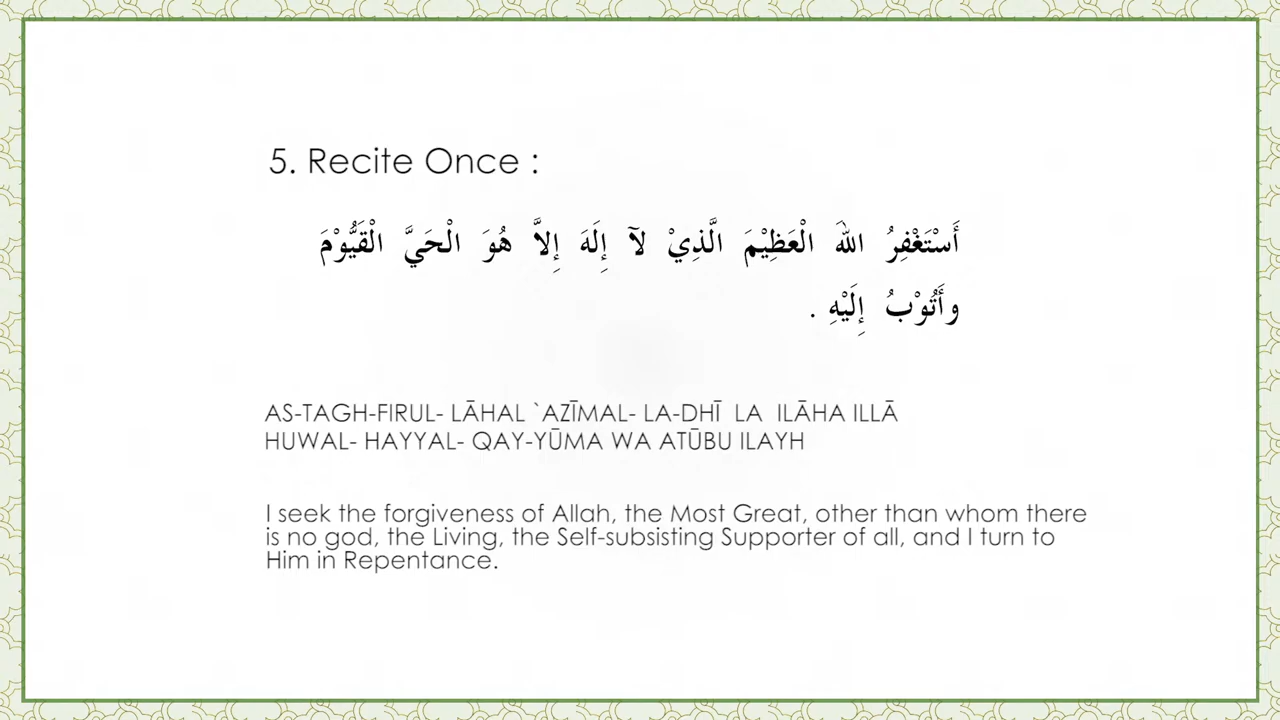 5. Recite Once :
أَسْتَغْفِرُ اللهَ الْعَظِيْمَ الَّذِيْ لآ إِلَهَ إِلاَّ هُوَ الْحَيَّ الْقَيُّوْمَ
وأَتُوْبُ إِلَيْهِ .
AS-TAGH-FIRUL- LĀHAL `AZĪMAL- LA-DHĪ LA ILĀHA ILLĀ
HUWAL- HAYYAL- QAY-YŪMA WA ATŪBU ILAYH
I seek the forgiveness of Allah, the Most Great, other than whom there
is no god, the Living, the Self-subsisting Supporter of all, and I turn to
Him in Repentance.